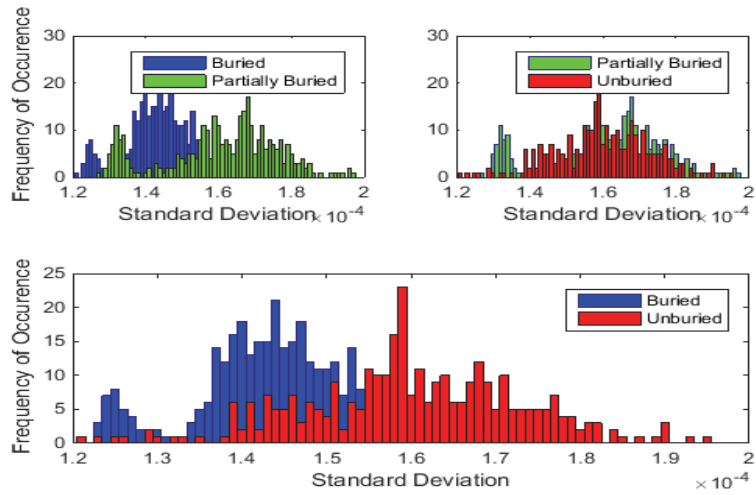 30
20
10
0
Frequency of Occurence
Buried
Partially Buried
1.2 1.4 1.6 1.8 2
Standard Deviation × 10-4
30
20
10
0
Partially Buried
Unburied
1.2 1.4 1.6 1.8 2
Standard Deviation × 10-4
25
20
15
10
5
0
Frequency of Occurence
Buried
Unburied
1.2 1.3 1.4 1.5 1.6 1.7 1.8 1.9 2
Standard Deviation × 10-4